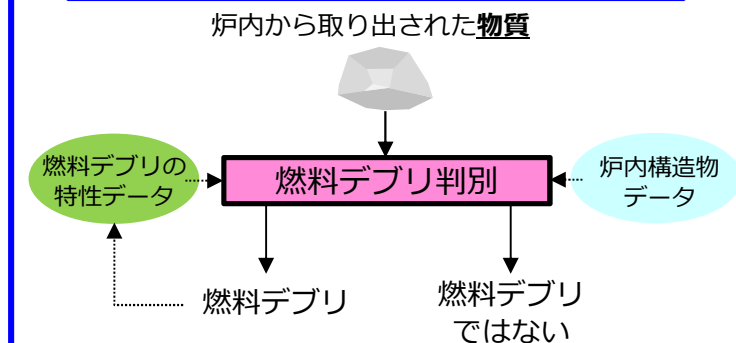 炉内から取り出された物質
燃料デブリの
特性データ
燃料デブリ判別
炉内構造物
データ
燃料デブリ
燃料デブリ
ではない